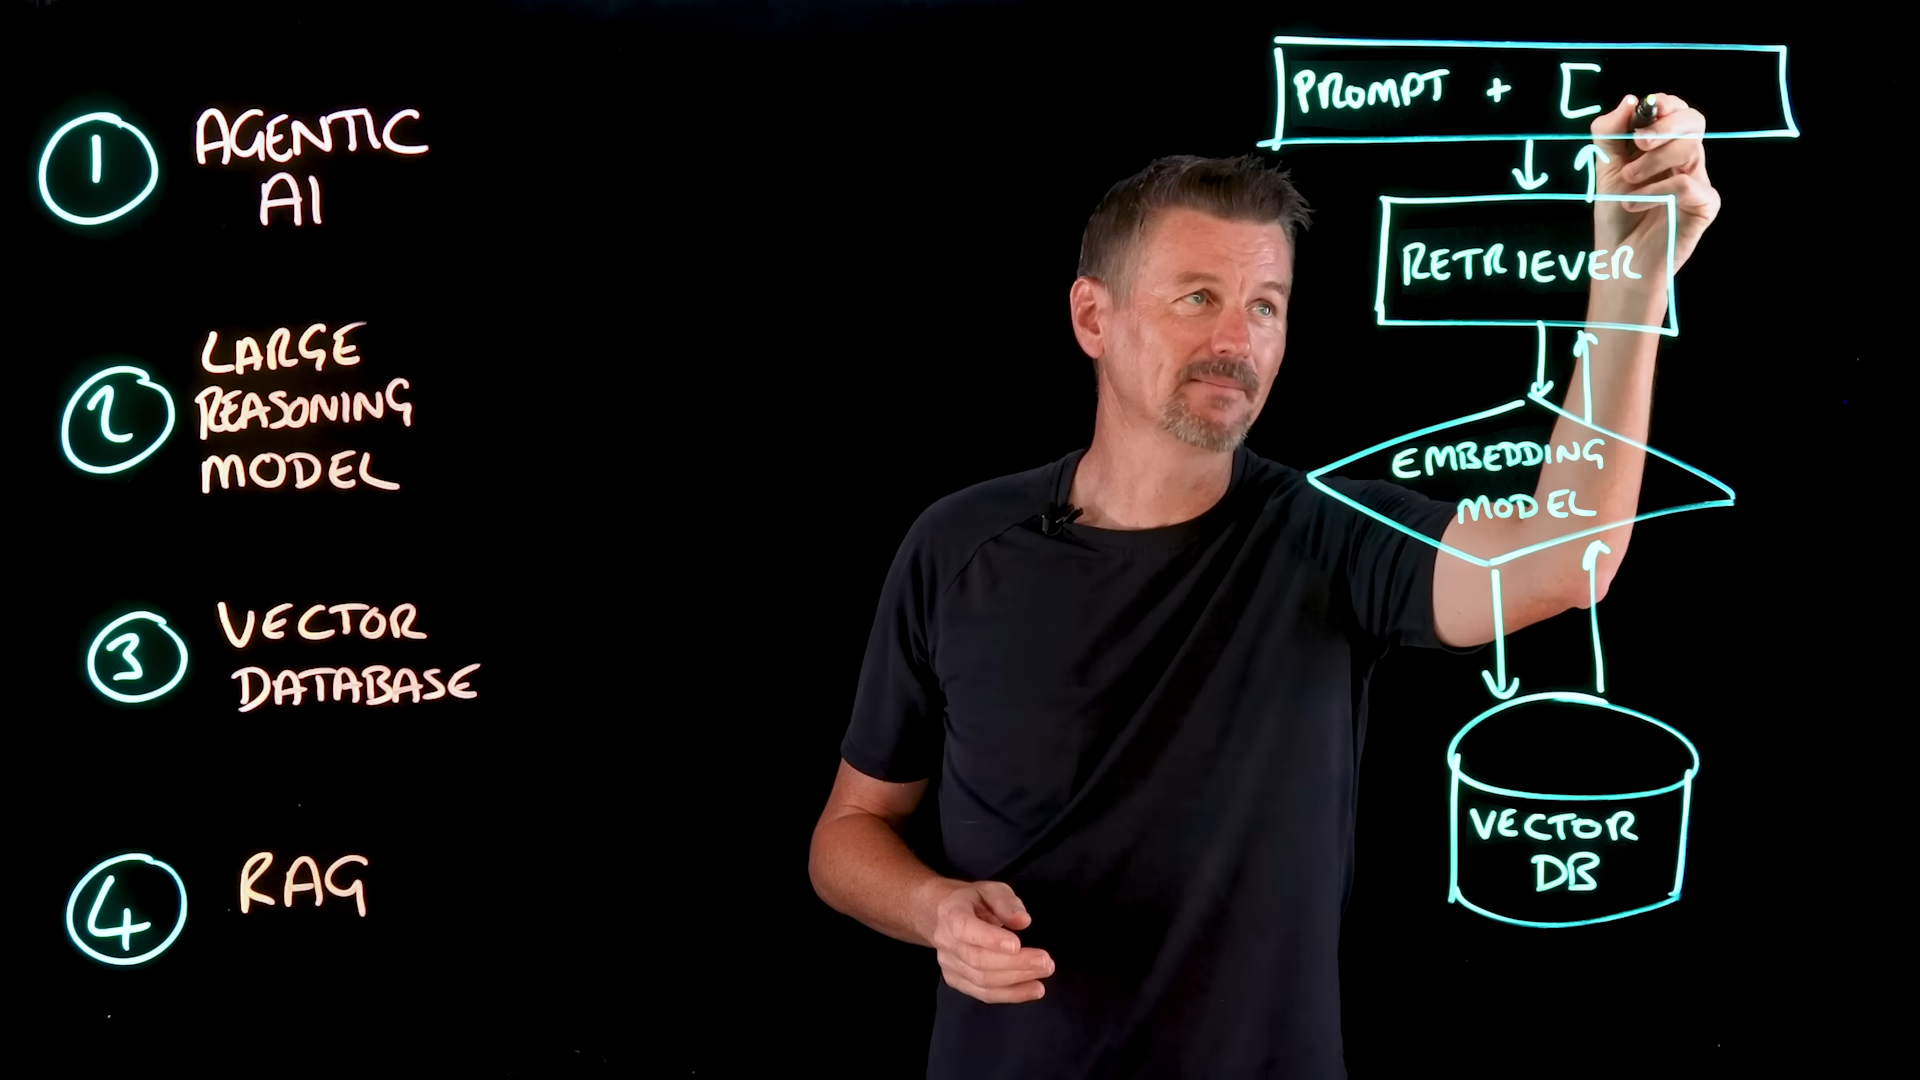 1
AGENTIC
AI
2
LARGE
REASONING
MODEL
3
VECTOR
DATABASE
4
RAG
PROMPT + [
RETRIEVER
EMBEDDING
MODEL
VECTOR
DB